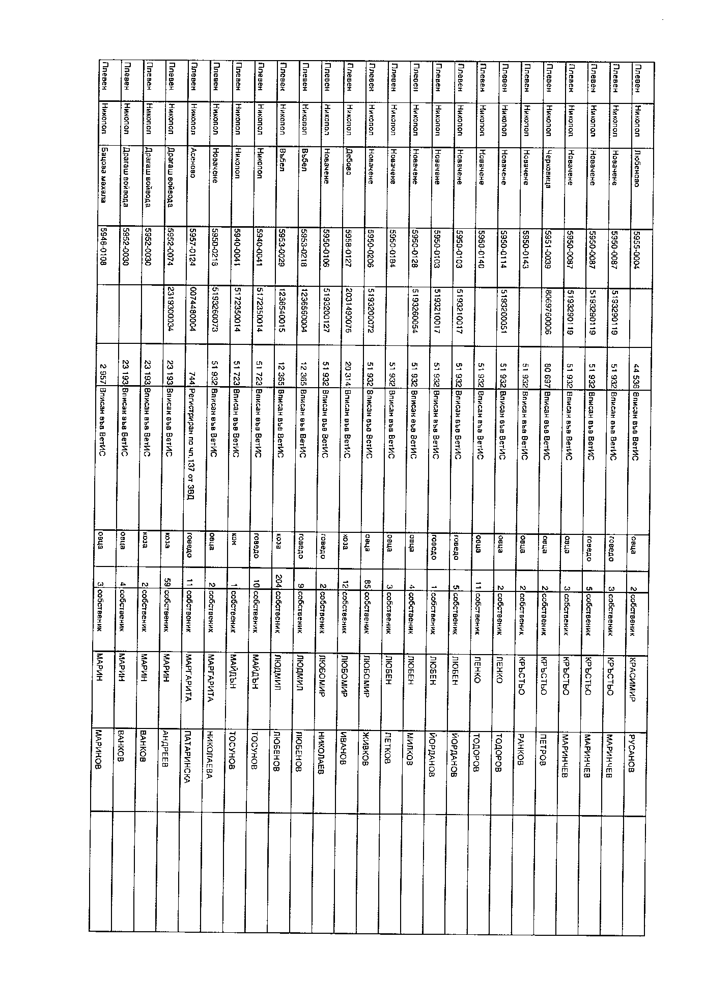 Плевен Никопол Любеново 5955-0004 44 536 Вписан във ВетИС овца 2 собственик КРАСИМИР РУСАНОВ
Плевен Никопол Новачене 5950-0087 5193290119 51 932 Вписан във ВетИС говедо 3 собственик КРЪСТЬО МАРИНЧЕВ
Плевен Никопол Новачене 5950-0087 5193290119 51 932 Вписан във ВетИС говедо 5 собственик КРЪСТЬО МАРИНЧЕВ
Плевен Никопол Новачене 5950-0087 5193290119 51 932 Вписан във ВетИС овца 3 собственик КРЪСТЬО МАРИНЧЕВ
Плевен Никопол Черковица 5951-0039 8069760006 80 697 Вписан във ВетИС овца 2 собственик КРЪСТЬО ПЕТРОВ
Плевен Никопол Новачене 5950-0143 51 932 Вписан във ВетИС овца 2 собственик КРЪСТЬО РАНКОВ
Плевен Никопол Новачене 5950-0114 5193200051 51 932 Вписан във ВетИС овца 2 собственик ЛЕНКО ТОДОРОВ
Плевен Никопол Новачене 5950-0140 51 932 Вписан във ВетИС овца 11 собственик ЛЕНКО ТОДОРОВ
Плевен Никопол Новачене 5950-0103 5193210017 51 932 Вписан във ВетИС говедо 5 собственик ЛЮБЕН ЙОРДАНОВ
Плевен Никопол Новачене 5950-0103 5193210017 51 932 Вписан във ВетИС говедо 1 собственик ЛЮБЕН ЙОРДАНОВ
Плевен Никопол Новачене 5950-0128 5193260054 51 932 Вписан във ВетИС овца 4 собственик ЛЮБЕН МИЛКОВ
Плевен Никопол Новачене 5950-0184 51 932 Вписан във ВетИС овца 3 собственик ЛЮБЕН ПЕТКОВ
Плевен Никопол Новачене 5950-0206 5193200072 51 932 Вписан във ВетИС овца 85 собственик ЛЮБОМИР ЖИВКОВ
Плевен Никопол Дебово 5958-0127 2031490076 20 314 Вписан във ВетИС коза 12 собственик ЛЮБОМИР ИВАНОВ
Плевен Никопол Новачене 5950-0106 5193200127 51 932 Вписан във ВетИС говедо 2 собственик ЛЮБОМИР НИКОЛАЕВ
Плевен Никопол Въбел 5953-0218 1236560004 12 365 Вписан във ВетИС говедо 9 собственик ЛЮДМИЛ ЛЮБЕНОВ
Плевен Никопол Въбел 5953-0029 1236540015 12 365 Вписан във ВетИС коза 204 собственик ЛЮДМИЛ ЛЮБЕНОВ
Плевен Никопол Никопол 5940-0041 5172350014 51 723 Вписан във ВетИС говедо 10 собственик МАЙДЪН ТОСУНОВ
Плевен Никопол Никопол 5940-0041 5172350014 51 723 Вписан във ВетИС кон 1 собственик МАЙДЪН ТОСУНОВ
Плевен Никопол Новачене 5950-0218 5193260073 51 932 Вписан във ВетИС овца 2 собственик МАРГАРИТА НИКОЛАЕВА
Плевен Никопол Асеново 5957-0124 0074480004 744 Регистриран по чл.137 от ЗВД говедо 11 собственик МАРГАРИТА ПАТАРИНСКА
Плевен Никопол Драгаш войвода 5952-0074 2319300034 23 193 Вписан във ВетИС коза 59 собственик МАРИН АНДРЕЕВ
Плевен Никопол Драгаш войвода 5952-0030 23 193 Вписан във ВетИС коза 2 собственик МАРИН ВАНКОВ
Плевен Никопол Драгаш войвода 5952-0030 23 193 Вписан във ВетИС овца 4 собственик МАРИН ВАНКОВ
Плевен Никопол Бацова махала 5948-0108 2 957 Вписан във ВетИС овца 3 собственик МАРИН МАРИНОВ